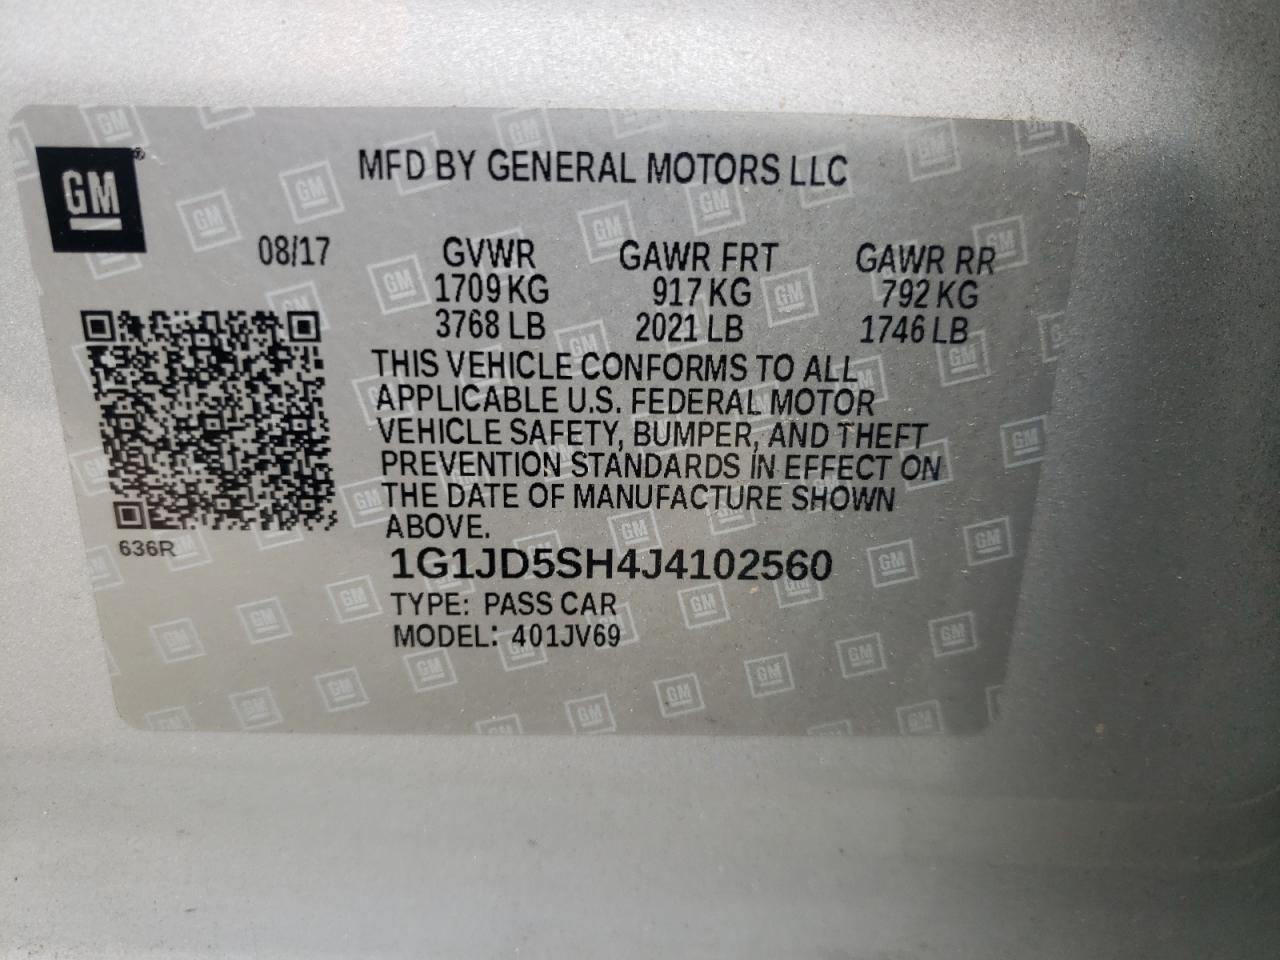 GM
MFD BY GENERAL MOTORS LLC
08/17 GVWR GAWR FRT GAWR RR
1709 KG 917 KG 792 KG
3768 LB 2021 LB 1746 LB
THIS VEHICLE CONFORMS TO ALL
APPLICABLE U.S. FEDERAL MOTOR
VEHICLE SAFETY, BUMPER, AND THEFT
PREVENTION STANDARDS IN EFFECT ON
THE DATE OF MANUFACTURE SHOWN
ABOVE.
636R
1G1JD5SH4J4102560
TYPE: PASS CAR
MODEL: 401JV69